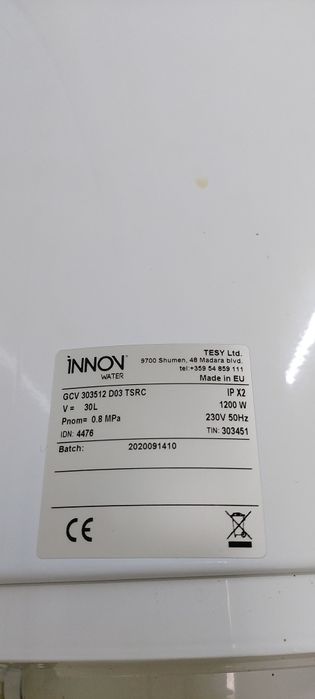 iNNOV
WATER
TESY Ltd.
9700 Shumen, 48 Madara blvd.
tel:+359 54 859 111
Made in EU
GCV 303512 D03 TSRC IP X2
V = 30L 1200 W
Pnom= 0.8 MPa 230V 50Hz
IDN: 4476 TIN: 303451
Batch: 2020091410
CE